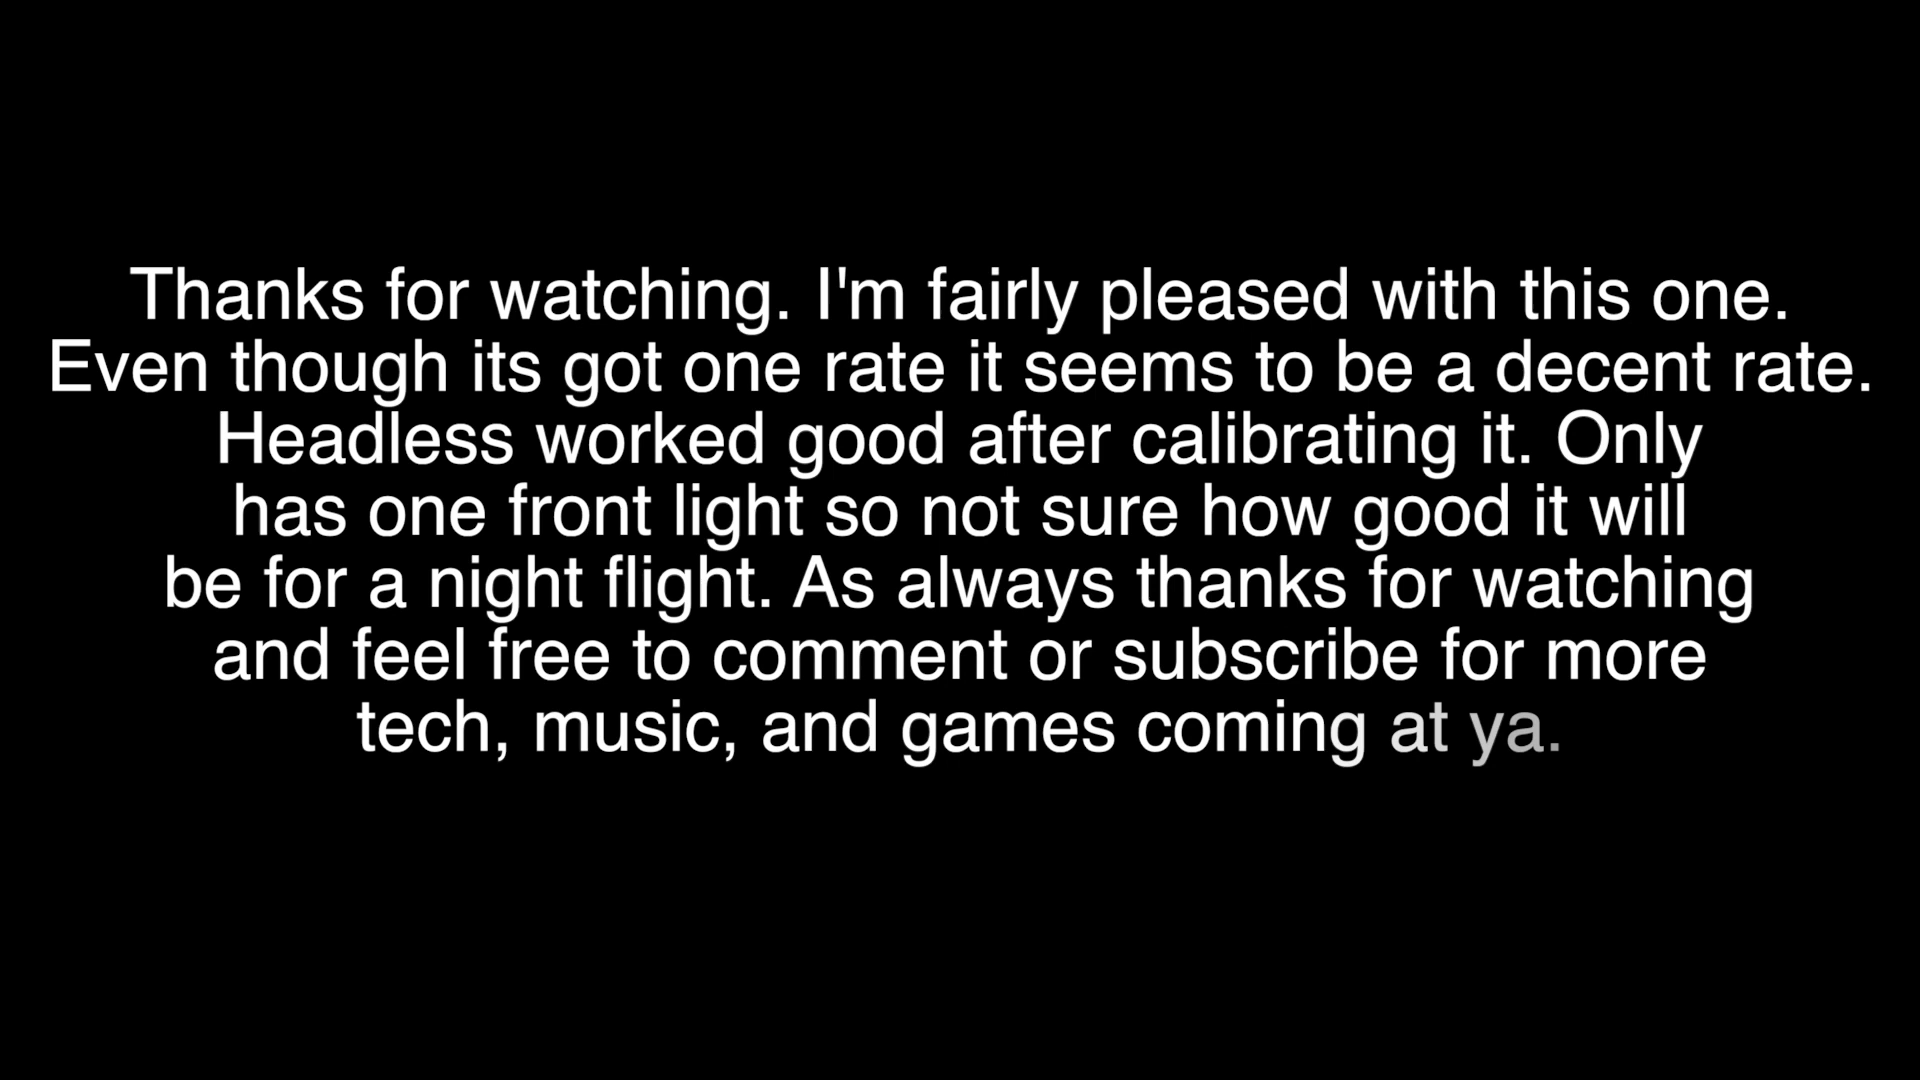 Thanks for watching. I'm fairly pleased with this one.
Even though its got one rate it seems to be a decent rate.
Headless worked good after calibrating it. Only
has one front light so not sure how good it will
be for a night flight. As always thanks for watching
and feel free to comment or subscribe for more
tech, music, and games coming at ya.